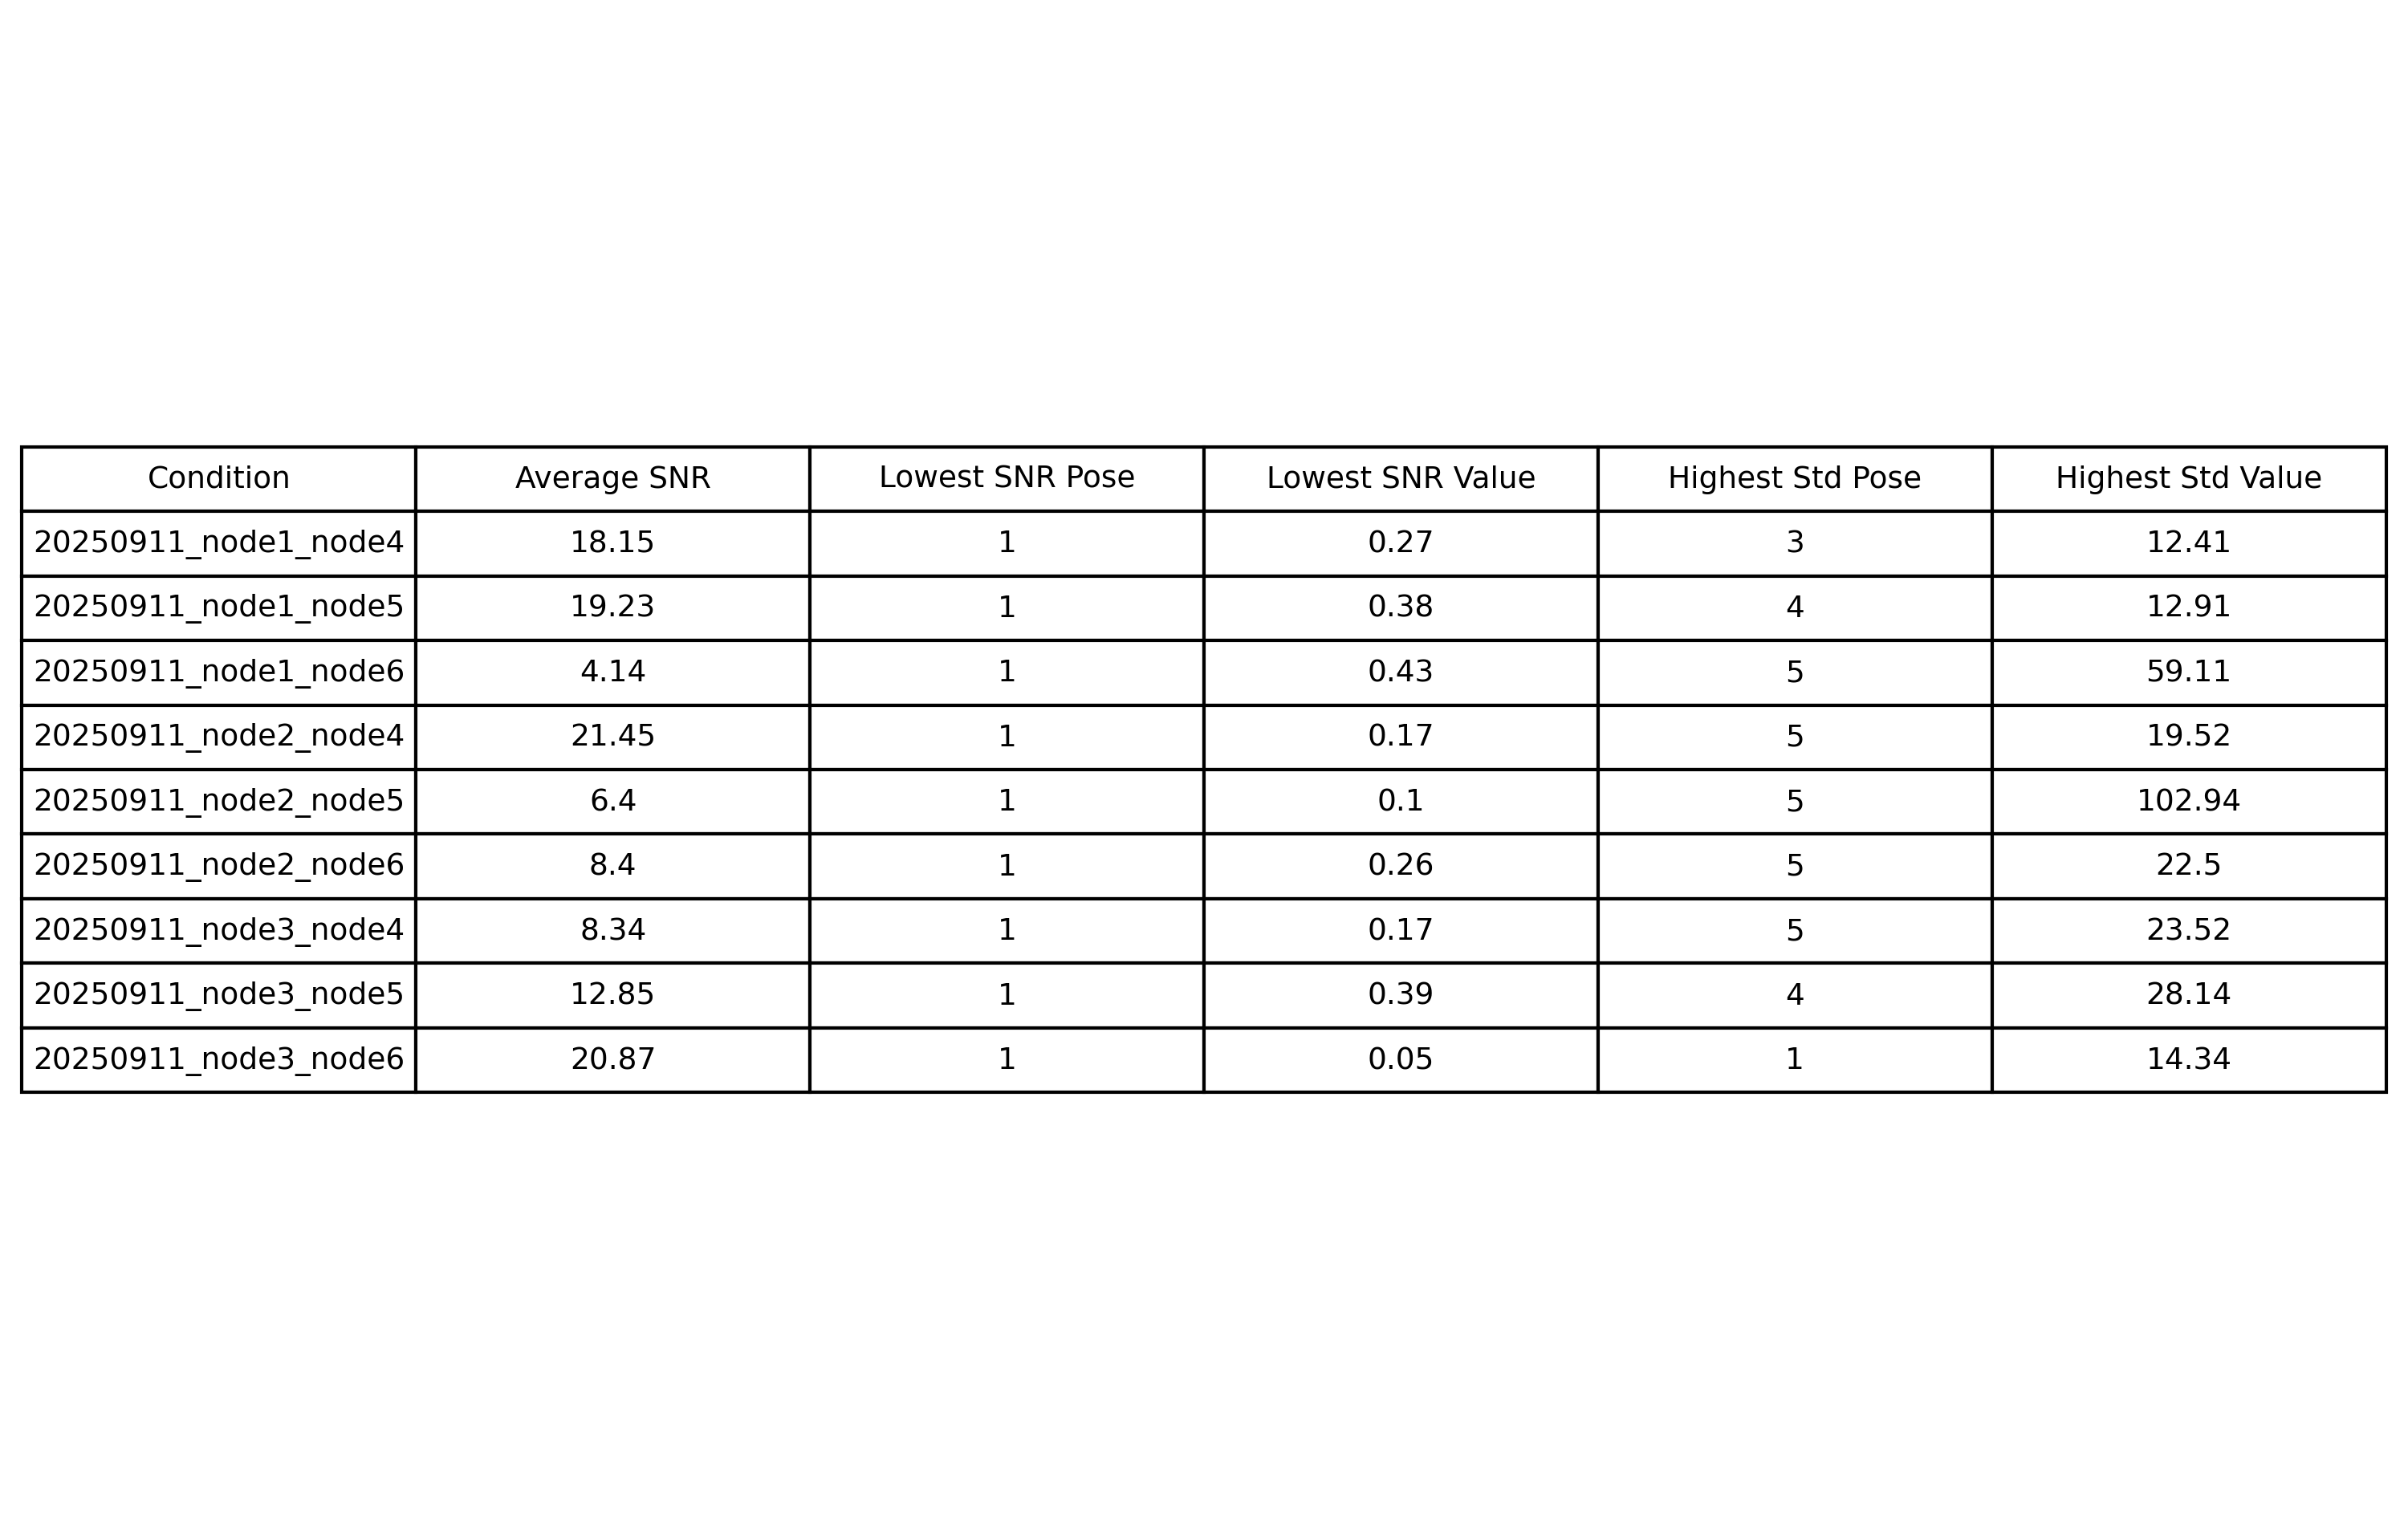 Condition Average SNR Lowest SNR Pose Lowest SNR Value Highest Std Pose Highest Std Value
20250911_node1_node4 18.15 1 0.27 3 12.41
20250911_node1_node5 19.23 1 0.38 4 12.91
20250911_node1_node6 4.14 1 0.43 5 59.11
20250911_node2_node4 21.45 1 0.17 5 19.52
20250911_node2_node5 6.4 1 0.1 5 102.94
20250911_node2_node6 8.4 1 0.26 5 22.5
20250911_node3_node4 8.34 1 0.17 5 23.52
20250911_node3_node5 12.85 1 0.39 4 28.14
20250911_node3_node6 20.87 1 0.05 1 14.34